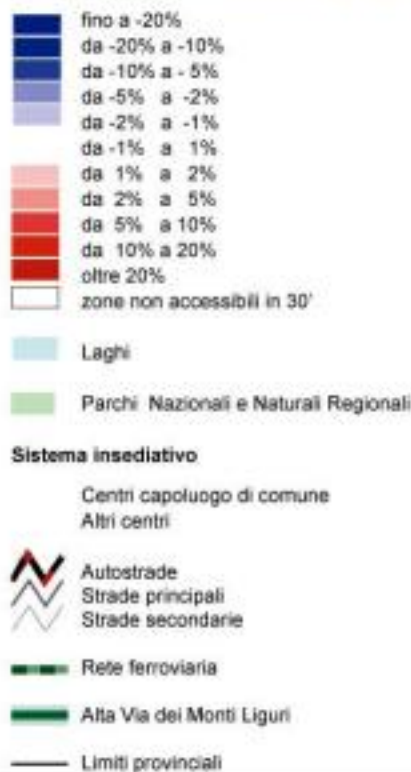 fino a -20%
da -20% a -10%
da -10% a - 5%
da -5% a -2%
da -2% a -1%
da -1% a 1%
da 1% a 2%
da 2% a 5%
da 5% a 10%
da 10% a 20%
oltre 20%
zone non accessibili in 30'
Laghi
Parchi Nazionali e Naturali Regionali
Sistema insediativo
Centri capoluogo di comune
Altri centri
Autostrade
Strade principali
Strade secondarie
Rete ferroviaria
Alta Via dei Monti Liguri
Limiti provinciali